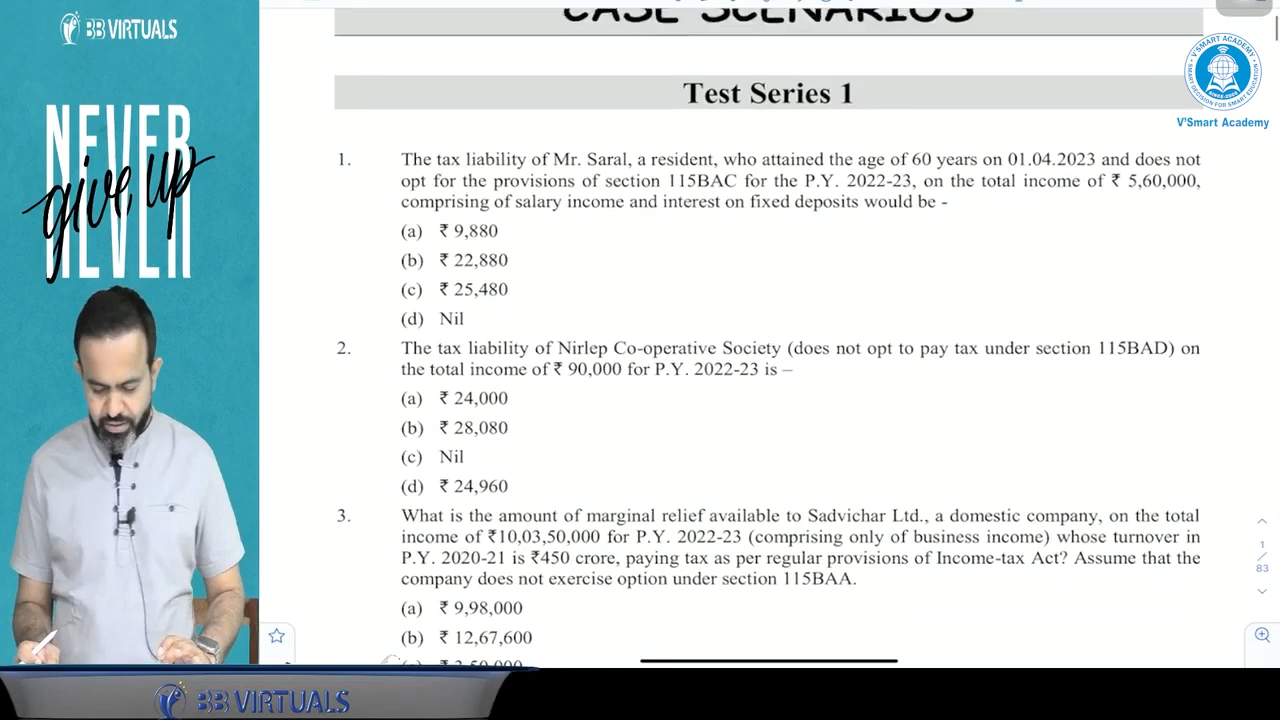 BB VIRTUALS
NEVER
give up
NEVER
CASE SCENARIOS
V'SMART ACADEMY
SMART DECISION FOR SMART EDUCATION
V'Smart Academy
Test Series 1
1. The tax liability of Mr. Saral, a resident, who attained the age of 60 years on 01.04.2023 and does not
opt for the provisions of section 115BAC for the P.Y. 2022-23, on the total income of ₹ 5,60,000,
comprising of salary income and interest on fixed deposits would be -
(a) ₹ 9,880
(b) ₹ 22,880
(c) ₹ 25,480
(d) Nil
2. The tax liability of Nirlep Co-operative Society (does not opt to pay tax under section 115BAD) on
the total income of ₹ 90,000 for P.Y. 2022-23 is –
(a) ₹ 24,000
(b) ₹ 28,080
(c) Nil
(d) ₹ 24,960
3. What is the amount of marginal relief available to Sadvichar Ltd., a domestic company, on the total
income of ₹10,03,50,000 for P.Y. 2022-23 (comprising only of business income) whose turnover in
P.Y. 2020-21 is ₹450 crore, paying tax as per regular provisions of Income-tax Act? Assume that the
company does not exercise option under section 115BAA.
(a) ₹ 9,98,000
(b) ₹ 12,67,600
1
/
83
BB VIRTUALS